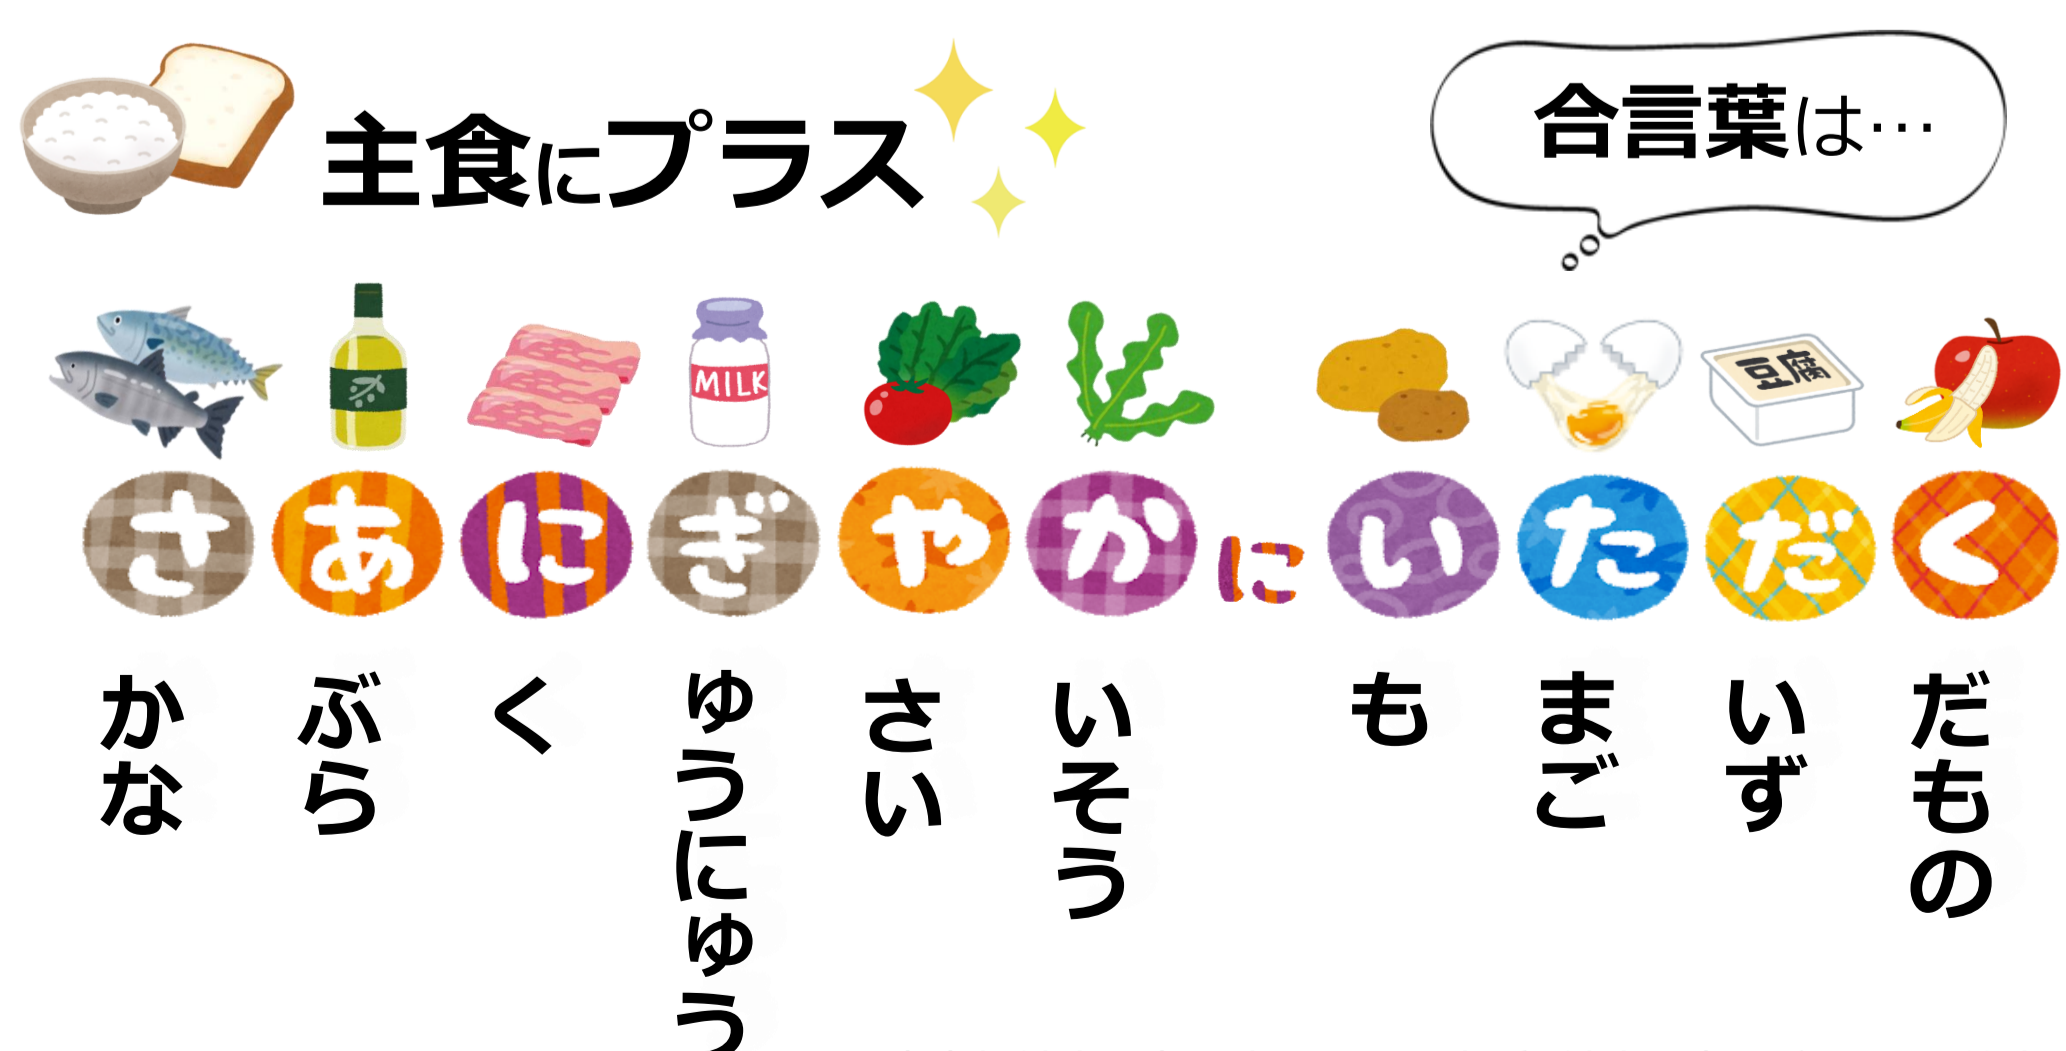 主食にプラス
合言葉は…
MILK
豆腐
さあにぎやかにいただく
かな
ぶら
く
ゅうにゅう
さい
いそう
も
まご
いず
だもの